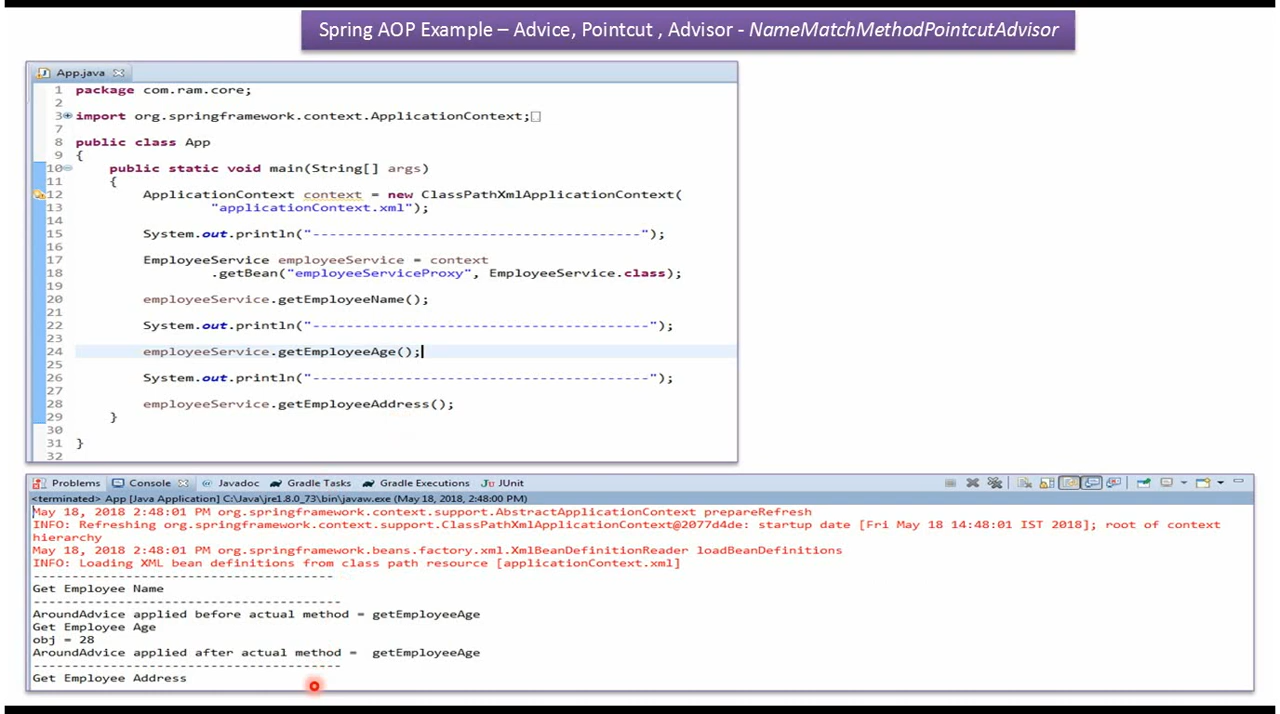 Spring AOP Example – Advice, Pointcut , Advisor - NameMatchMethodPointcutAdvisor
App.java
1 package com.ram.core;
2
3 import org.springframework.context.ApplicationContext;
7
8 public class App
9 {
10 public static void main(String[] args)
11 {
12 ApplicationContext context = new ClassPathXmlApplicationContext(
13 "applicationContext.xml");
14
15 System.out.println("---------------------------------------");
16
17 EmployeeService employeeService = context
18 .getBean("employeeServiceProxy", EmployeeService.class);
19
20 employeeService.getEmployeeName();
21
22 System.out.println("----------------------------------------");
23
24 employeeService.getEmployeeAge();
25
26 System.out.println("----------------------------------------");
27
28 employeeService.getEmployeeAddress();
29 }
30
31 }
32
Problems Console Javadoc Gradle Tasks Gradle Executions JUnit
<terminated> App [Java Application] C:\Java\jre1.8.0_73\bin\javaw.exe (May 18, 2018, 2:48:00 PM)
May 18, 2018 2:48:01 PM org.springframework.context.support.AbstractApplicationContext prepareRefresh
INFO: Refreshing org.springframework.context.support.ClassPathXmlApplicationContext@2077d4de: startup date [Fri May 18 14:48:01 IST 2018]; root of context
hierarchy
May 18, 2018 2:48:01 PM org.springframework.beans.factory.xml.XmlBeanDefinitionReader loadBeanDefinitions
INFO: Loading XML bean definitions from class path resource [applicationContext.xml]
---------------------------------------
Get Employee Name
----------------------------------------
AroundAdvice applied before actual method = getEmployeeAge
Get Employee Age
obj = 28
AroundAdvice applied after actual method =  getEmployeeAge
----------------------------------------
Get Employee Address